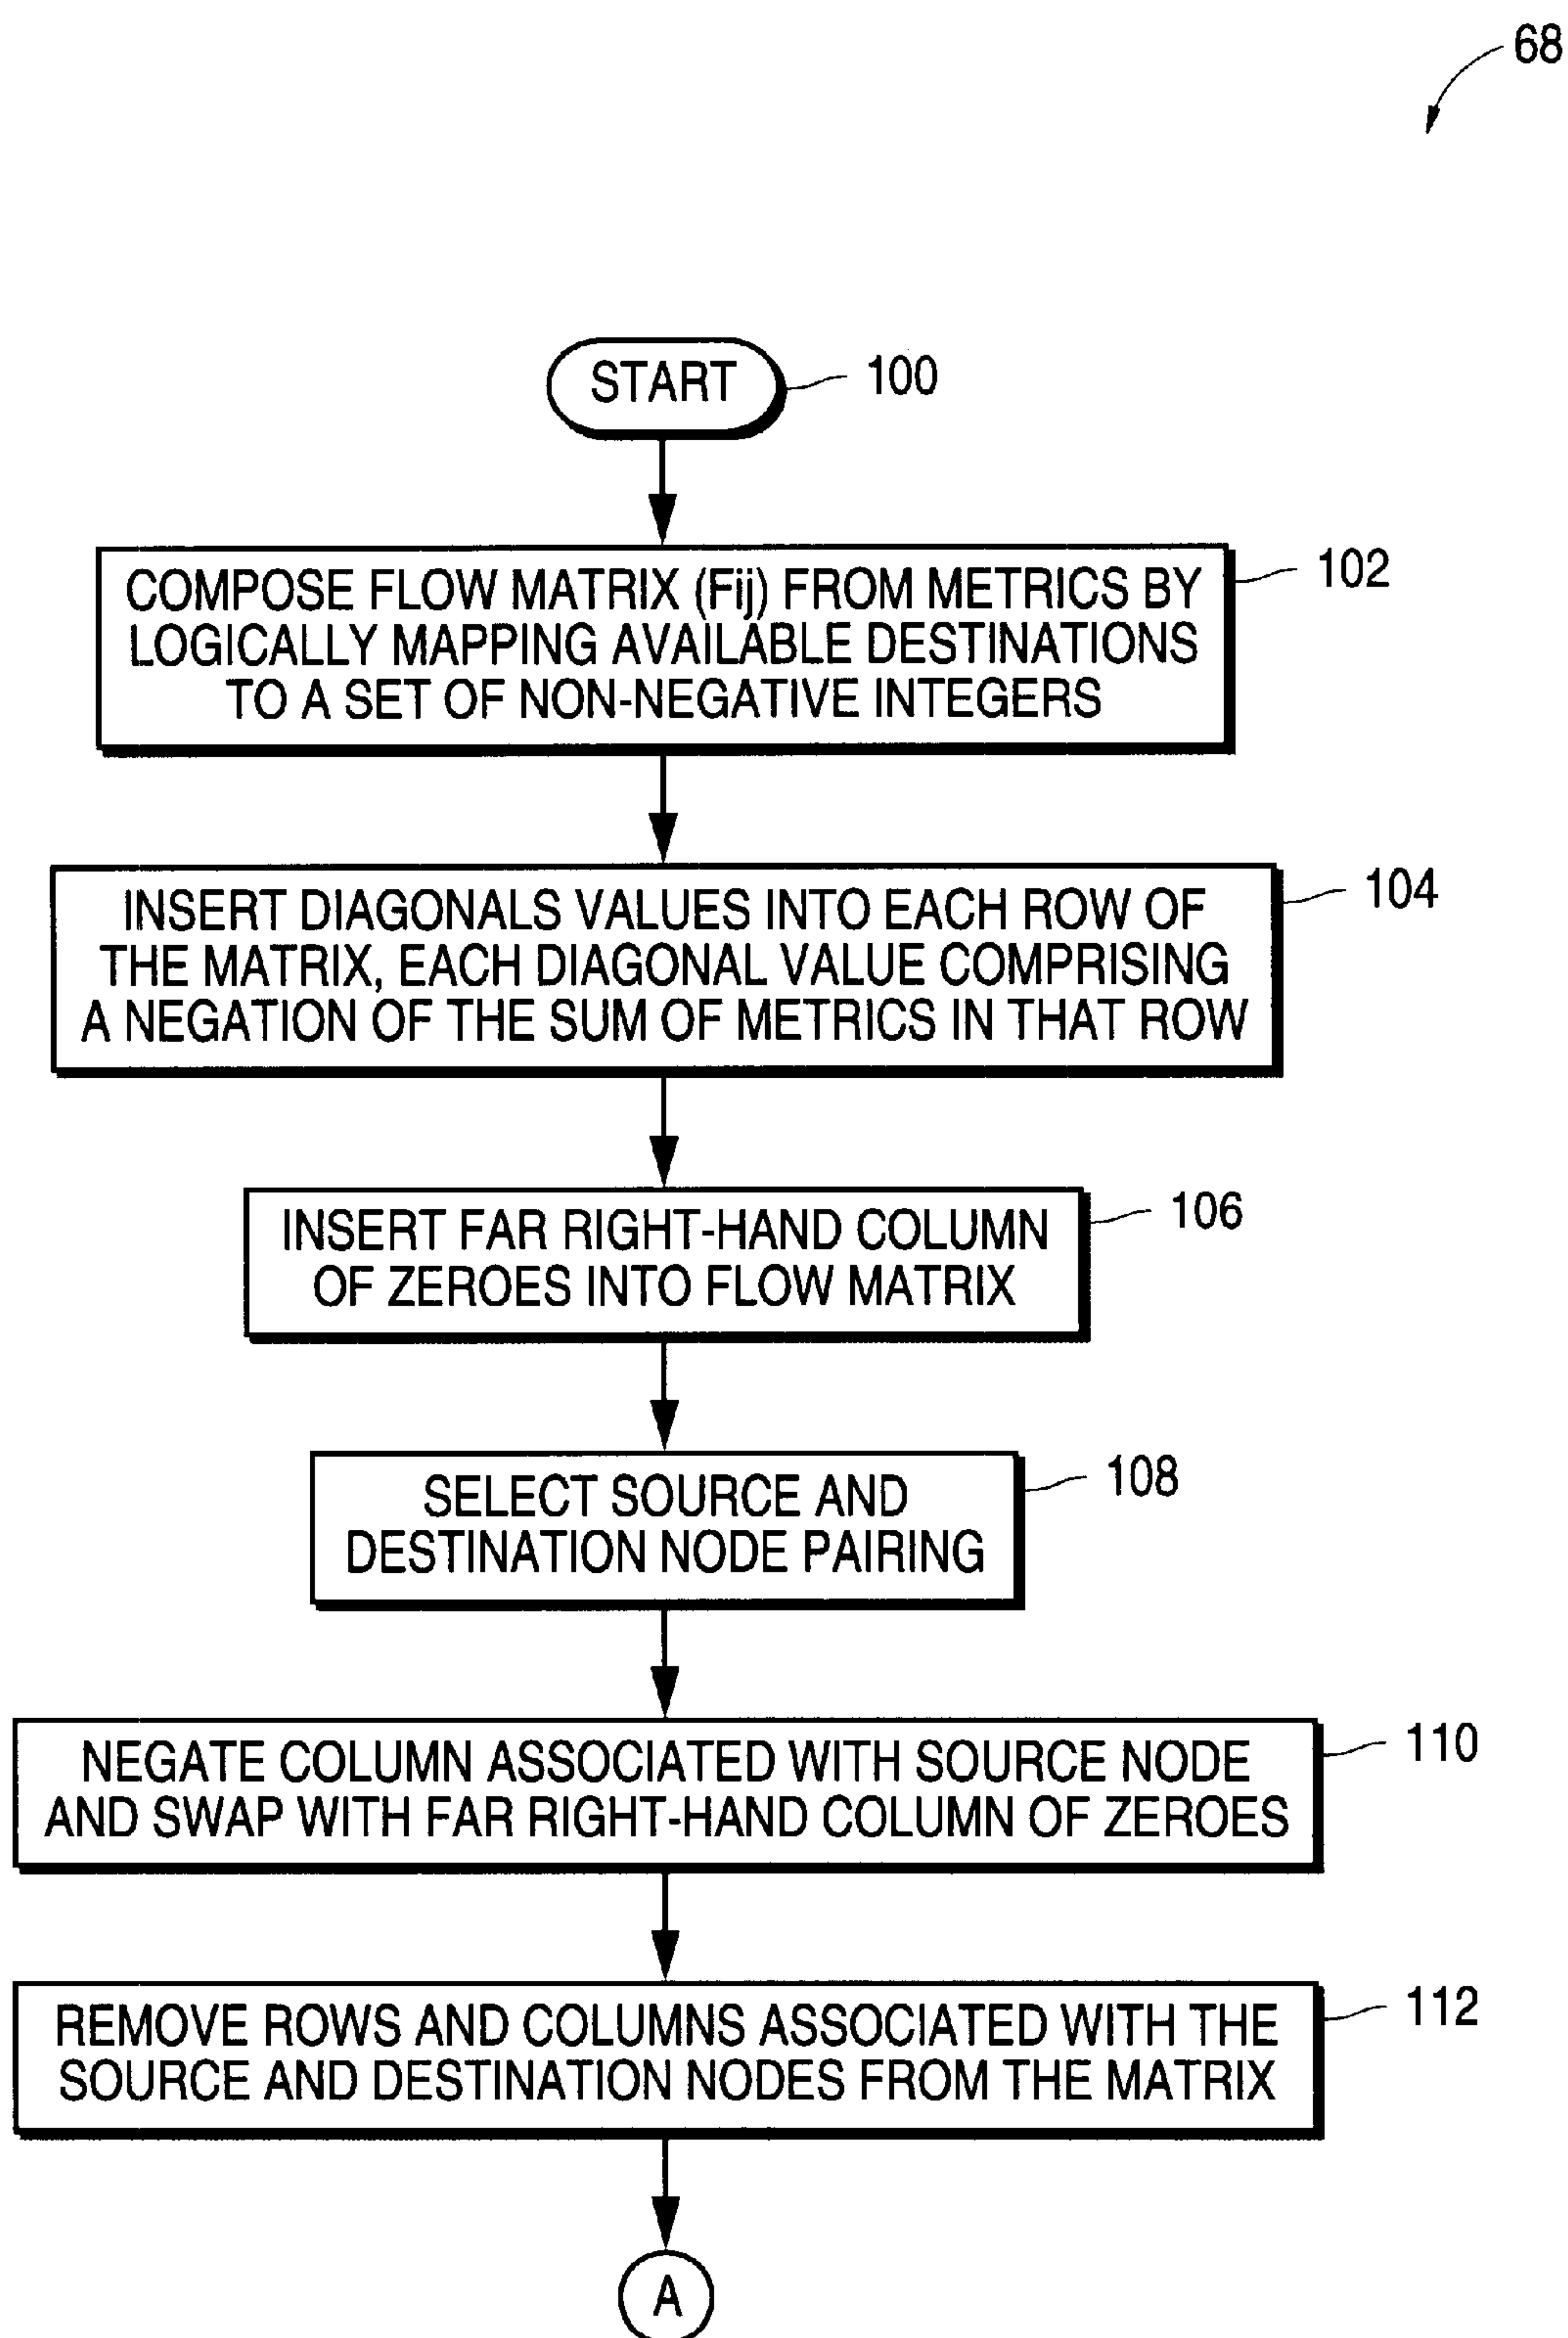 68
START
100
COMPOSE FLOW MATRIX (Fij) FROM METRICS BY
LOGICALLY MAPPING AVAILABLE DESTINATIONS
TO A SET OF NON-NEGATIVE INTEGERS
102
INSERT DIAGONALS VALUES INTO EACH ROW OF
THE MATRIX, EACH DIAGONAL VALUE COMPRISING
A NEGATION OF THE SUM OF METRICS IN THAT ROW
104
INSERT FAR RIGHT-HAND COLUMN
OF ZEROES INTO FLOW MATRIX
106
SELECT SOURCE AND
DESTINATION NODE PAIRING
108
NEGATE COLUMN ASSOCIATED WITH SOURCE NODE
AND SWAP WITH FAR RIGHT-HAND COLUMN OF ZEROES
110
REMOVE ROWS AND COLUMNS ASSOCIATED WITH THE
SOURCE AND DESTINATION NODES FROM THE MATRIX
112
A